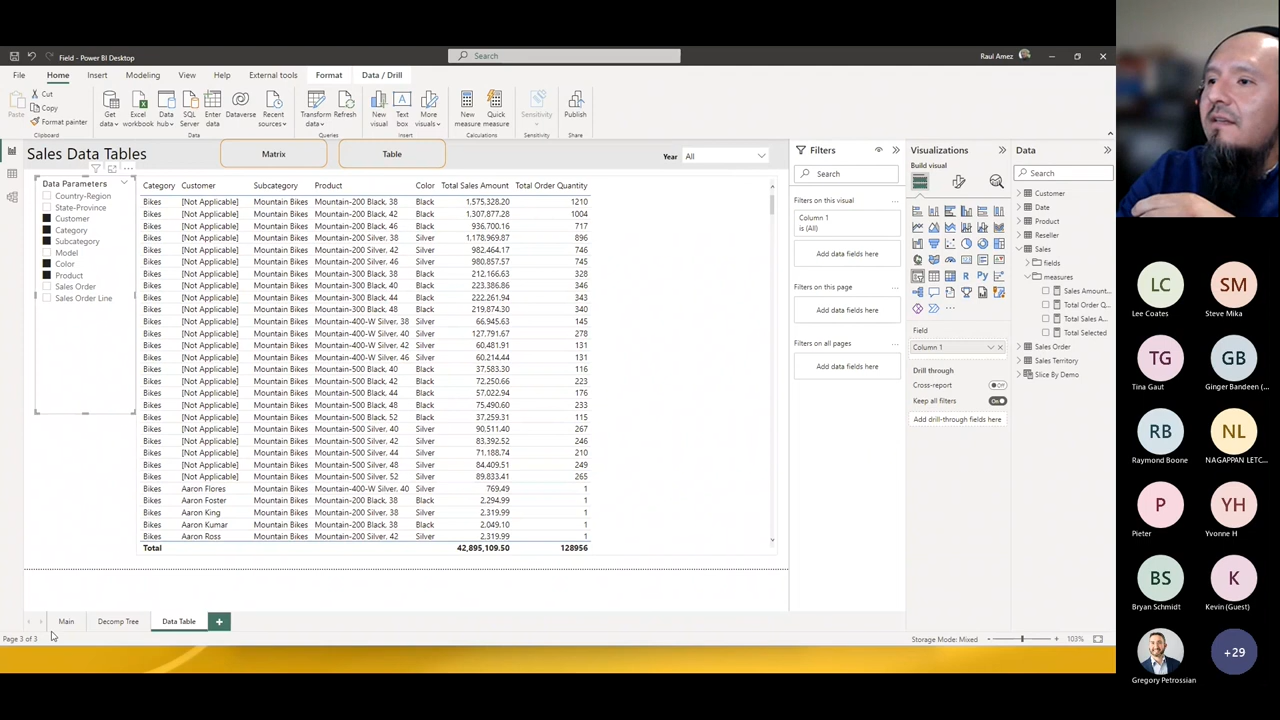 Field - Power BI Desktop
Search
Raul Amez
File Home Insert Modeling View Help External tools Format Data / Drill
Paste
Cut
Copy
Format painter
Clipboard
Get data
Excel workbook
Data hub
SQL Server
Enter data
Dataverse
Recent sources
Data
Transform data
Refresh
Queries
New visual
Text box
More visuals
Insert
New measure
Quick measure
Calculations
Sensitivity
Sensitivity
Publish
Share
Sales Data Tables
Matrix
Table
Year All
Data Parameters
Country-Region
State-Province
Customer
Category
Subcategory
Model
Color
Product
Sales Order
Sales Order Line
Category Customer Subcategory Product Color Total Sales Amount Total Order Quantity
Bikes [Not Applicable] Mountain Bikes Mountain-200 Black, 38 Black 1,575,328.20 1210
Bikes [Not Applicable] Mountain Bikes Mountain-200 Black, 42 Black 1,307,877.28 1004
Bikes [Not Applicable] Mountain Bikes Mountain-200 Black, 46 Black 936,700.16 717
Bikes [Not Applicable] Mountain Bikes Mountain-200 Silver, 38 Silver 1,178,969.87 896
Bikes [Not Applicable] Mountain Bikes Mountain-200 Silver, 42 Silver 982,464.17 746
Bikes [Not Applicable] Mountain Bikes Mountain-200 Silver, 46 Silver 980,857.57 745
Bikes [Not Applicable] Mountain Bikes Mountain-300 Black, 38 Black 212,166.63 328
Bikes [Not Applicable] Mountain Bikes Mountain-300 Black, 40 Black 223,386.86 346
Bikes [Not Applicable] Mountain Bikes Mountain-300 Black, 44 Black 222,261.94 343
Bikes [Not Applicable] Mountain Bikes Mountain-300 Black, 48 Black 219,874.30 340
Bikes [Not Applicable] Mountain Bikes Mountain-400-W Silver, 38 Silver 66,945.63 145
Bikes [Not Applicable] Mountain Bikes Mountain-400-W Silver, 40 Silver 127,791.67 278
Bikes [Not Applicable] Mountain Bikes Mountain-400-W Silver, 42 Silver 60,481.91 131
Bikes [Not Applicable] Mountain Bikes Mountain-400-W Silver, 46 Silver 60,214.44 131
Bikes [Not Applicable] Mountain Bikes Mountain-500 Black, 40 Black 37,583.30 116
Bikes [Not Applicable] Mountain Bikes Mountain-500 Black, 42 Black 72,250.66 223
Bikes [Not Applicable] Mountain Bikes Mountain-500 Black, 44 Black 57,022.94 176
Bikes [Not Applicable] Mountain Bikes Mountain-500 Black, 48 Black 75,490.60 233
Bikes [Not Applicable] Mountain Bikes Mountain-500 Black, 52 Black 37,259.31 115
Bikes [Not Applicable] Mountain Bikes Mountain-500 Silver, 40 Silver 90,511.40 267
Bikes [Not Applicable] Mountain Bikes Mountain-500 Silver, 42 Silver 83,392.52 246
Bikes [Not Applicable] Mountain Bikes Mountain-500 Silver, 44 Silver 71,188.74 210
Bikes [Not Applicable] Mountain Bikes Mountain-500 Silver, 48 Silver 84,409.51 249
Bikes [Not Applicable] Mountain Bikes Mountain-500 Silver, 52 Silver 89,833.41 265
Bikes Aaron Flores Mountain Bikes Mountain-400-W Silver, 40 Silver 769.49 1
Bikes Aaron Foster Mountain Bikes Mountain-200 Black, 38 Black 2,294.99 1
Bikes Aaron King Mountain Bikes Mountain-200 Silver, 38 Silver 2,319.99 1
Bikes Aaron Kumar Mountain Bikes Mountain-200 Black, 38 Black 2,049.10 1
Bikes Aaron Ross Mountain Bikes Mountain-200 Silver, 42 Silver 2,319.99 1
Total 42,895,109.50 128956
Filters
Search
Filters on this visual
Column 1
is (All)
Add data fields here
Filters on this page
Add data fields here
Filters on all pages
Add data fields here
Visualizations
Build visual
Field
Column 1
Drill through
Cross-report Off
Keep all filters On
Add drill-through fields here
Data
Search
Customer
Date
Product
Reseller
Sales
fields
measures
Sales Amount...
Total Order Q...
Total Sales A...
Total Selected
Sales Order
Sales Territory
Slice By Demo
Main
Decomp Tree
Data Table
Page 3 of 3
Storage Mode: Mixed
103%
LC
Lee Coates
SM
Steve Mika
TG
Tina Gaut
GB
Ginger Bandeen (...
RB
Raymond Boone
NL
NAGAPPAN LETC...
P
Pieter
YH
Yvonne H
BS
Bryan Schmidt
K
Kevin (Guest)
Gregory Petrossian
+29